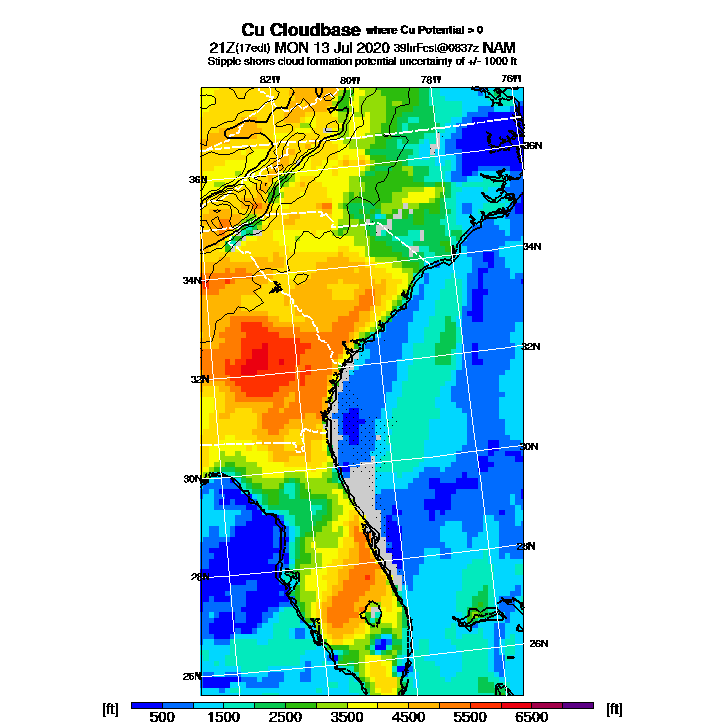 Cu Cloudbase where Cu Potential > 0
21Z(17edt) MON 13 Jul 2020 39hrFcst@0837z NAM
Stipple shows cloud formation potential uncertainty of +/- 1000 ft
82W 80W 78W 76W
36N 36N
34N 34N
32N 32N
30N 30N
28N 28N
26N 26N
[ft] 500 1500 2500 3500 4500 5500 6500 [ft]